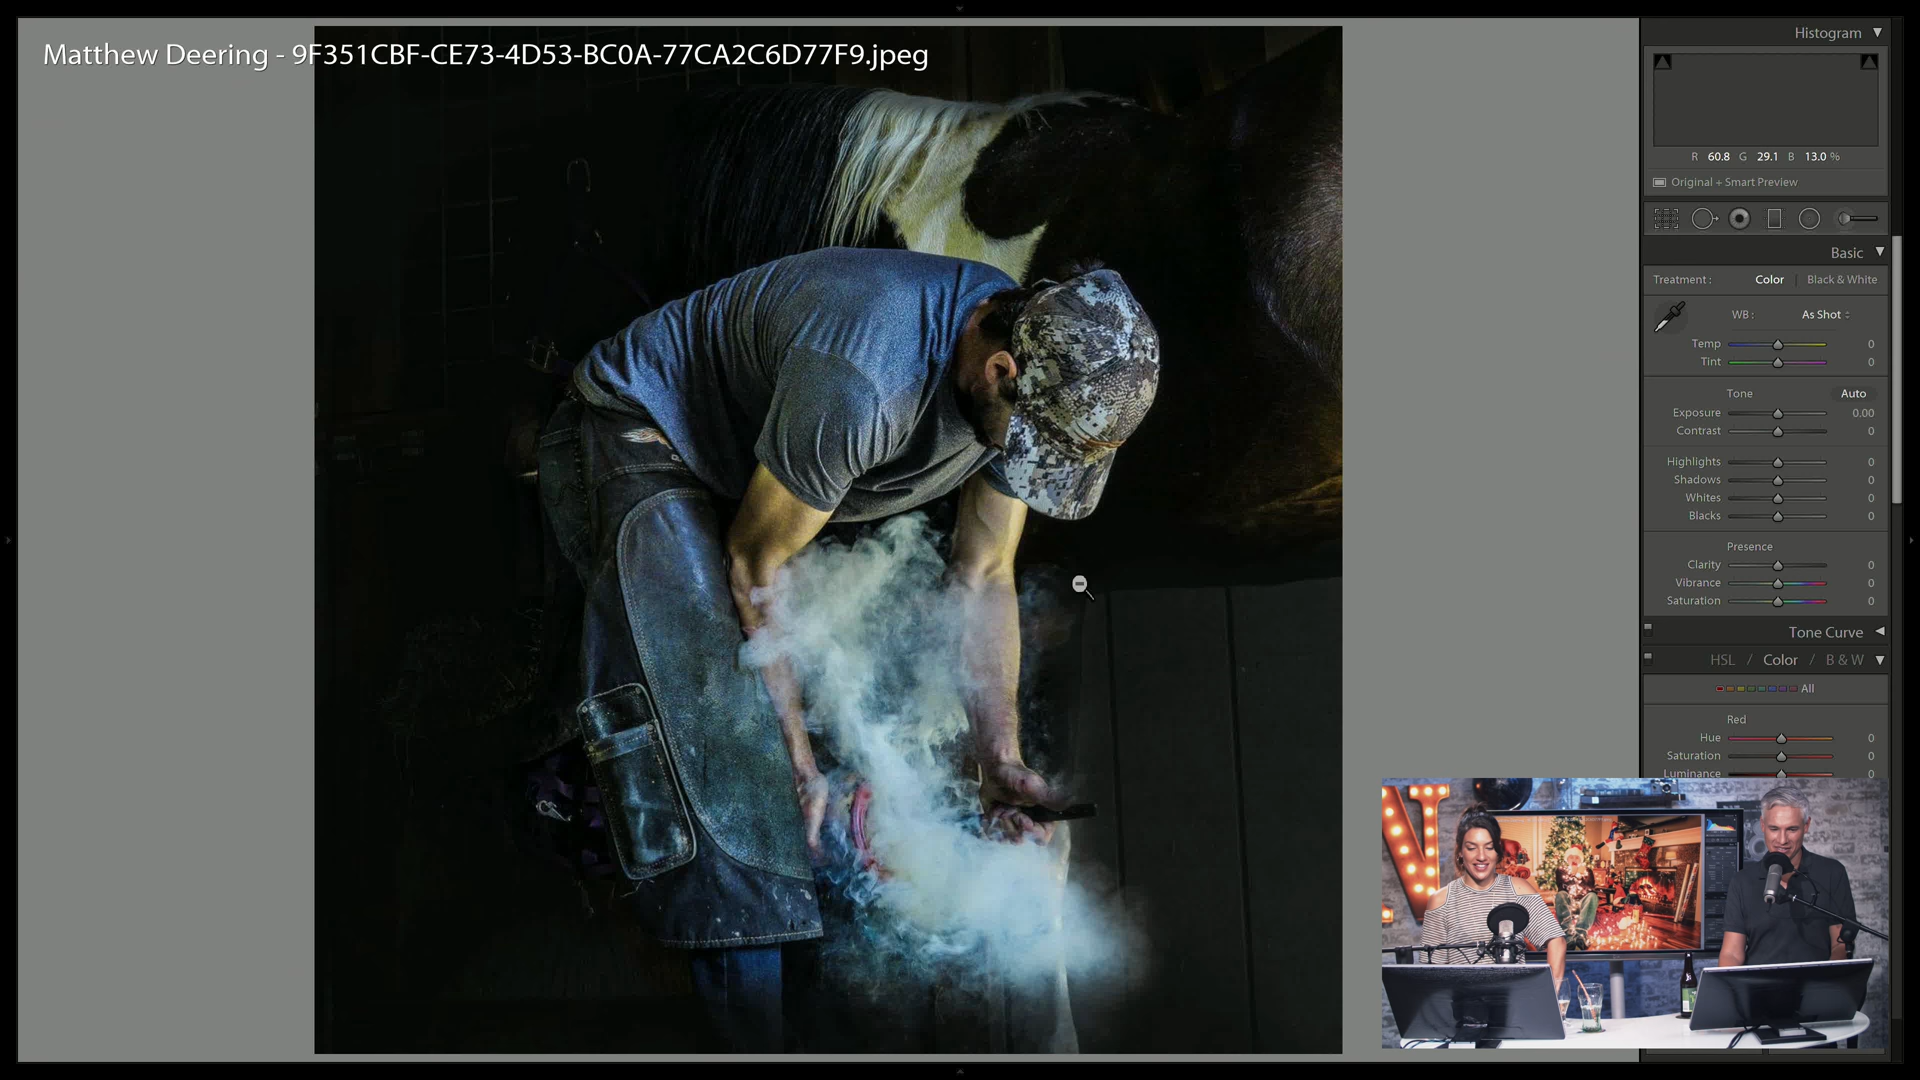 Matthew Deering - 9F351CBF-CE73-4D53-BC0A-77CA2C6D77F9.jpeg
Histogram
R 60.8 G 29.1 B 13.0 %
Original + Smart Preview
Basic
Treatment : Color Black & White
WB : As Shot
Temp 0
Tint 0
Tone Auto
Exposure 0.00
Contrast 0
Highlights 0
Shadows 0
Whites 0
Blacks 0
Presence
Clarity 0
Vibrance 0
Saturation 0
Tone Curve
HSL / Color / B & W
All
Red
Hue 0
Saturation 0
Luminance 0